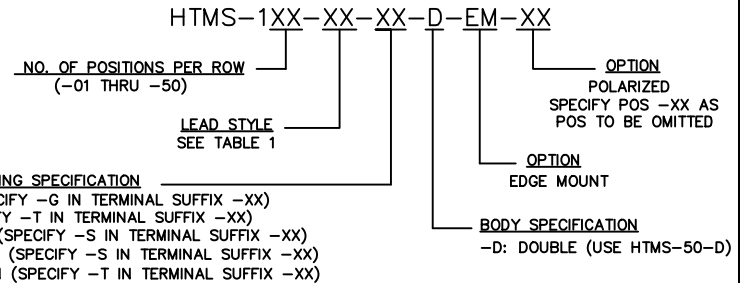 HTMS-1XX-XX-XX-D-EM-XX
NO. OF POSITIONS PER ROW
(-01 THRU -50)
OPTION
POLARIZED
SPECIFY POS -XX AS
POS TO BE OMITTED
LEAD STYLE
SEE TABLE 1
OPTION
EDGE MOUNT
SPECIFICATION
-G IN TERMINAL SUFFIX -XX)
-T IN TERMINAL SUFFIX -XX)
(SPECIFY -S IN TERMINAL SUFFIX -XX)
(SPECIFY -S IN TERMINAL SUFFIX -XX)
(SPECIFY -T IN TERMINAL SUFFIX -XX)
BODY SPECIFICATION
-D: DOUBLE (USE HTMS-50-D)